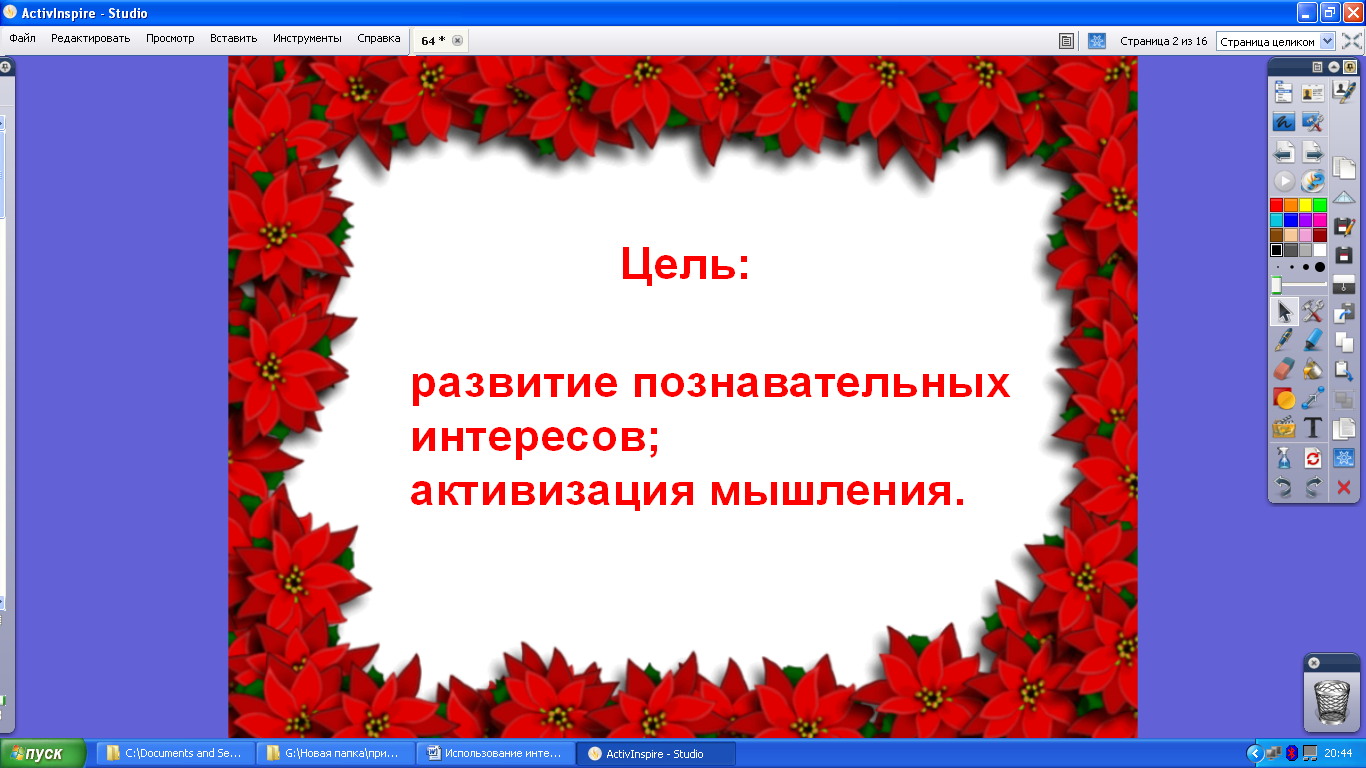 ActivInspire - Studio
Файл Редактировать Просмотр Вставить Инструменты Справка 64 * Страница 2 из 16 Страница целиком
Цель:
развитие познавательных
интересов;
активизация мышления.
пуск C:\Documents and Se... G:\Новая папка\при... Использование инте... ActivInspire - Studio 20:44